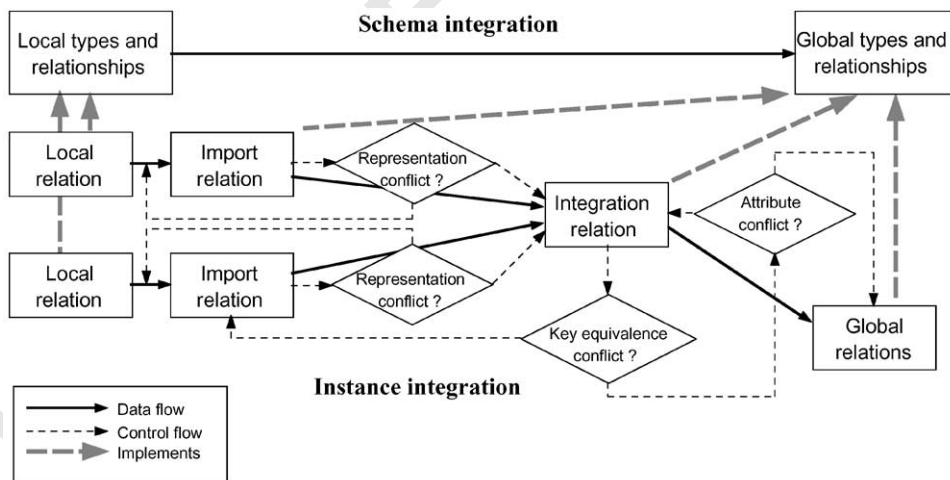 Schema integration
Local types and
relationships
Global types and
relationships
Local
relation
Import
relation
Representation
conflict ?
Integration
relation
Attribute
conflict ?
Local
relation
Import
relation
Representation
conflict ?
Key equivalence
conflict ?
Global
relations
Instance integration
Data flow
Control flow
Implements